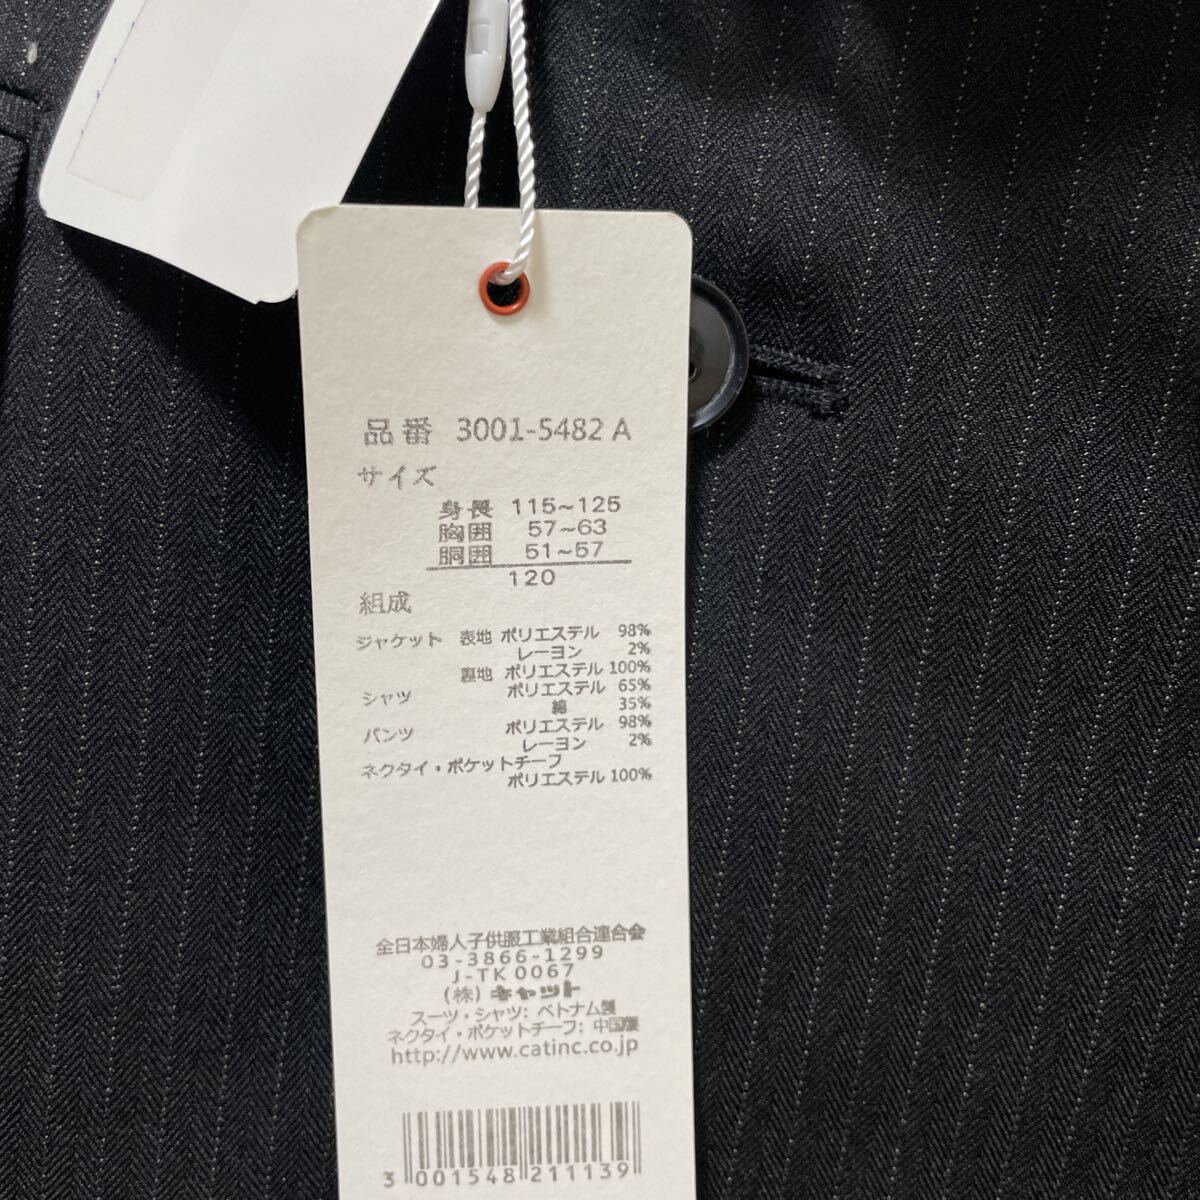 品番 3001-5482 A
サイズ
身長 115~125
胸囲 57~63
胴囲 51~57
120
組成
ジャケット 表地 ポリエステル 98%
レーヨン 2%
裏地 ポリエステル 100%
シャツ ポリエステル 65%
綿 35%
パンツ ポリエステル 98%
レーヨン 2%
ネクタイ・ポケットチーフ
ポリエステル 100%
全日本婦人子供服工業組合連合会
03-3866-1299
J-TK 0067
(株) キャット
スーツ・シャツ: ベトナム製
ネクタイ・ポケットチーフ: 中国製
http://www.catinc.co.jp
3 001548 211139